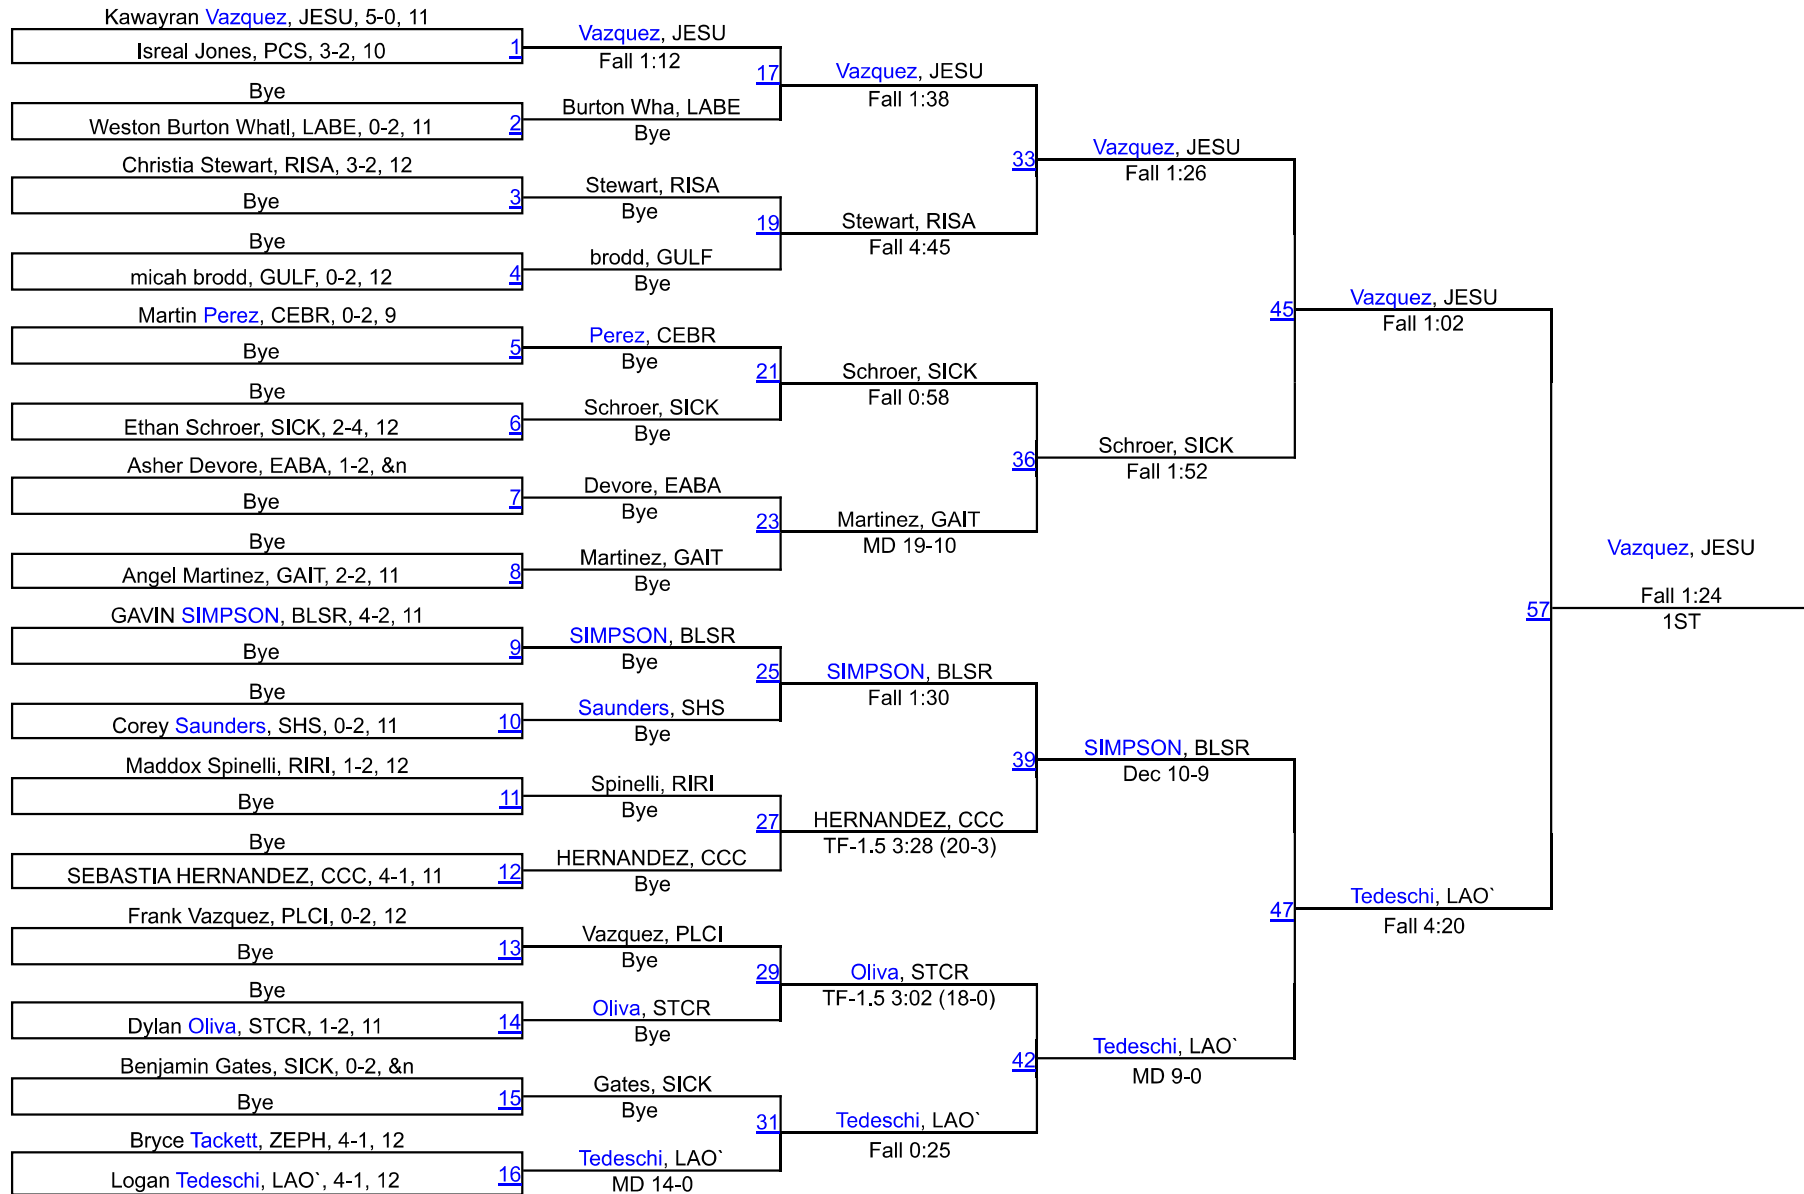 Kawayran Vazquez, JESU, 5-0, 11
Isreal Jones, PCS, 3-2, 10
1
Bye
Weston Burton Whatl, LABE, 0-2, 11
2
Christia Stewart, RISA, 3-2, 12
Bye
3
Bye
micah brodd, GULF, 0-2, 12
4
Martin Perez, CEBR, 0-2, 9
Bye
5
Bye
Ethan Schroer, SICK, 2-4, 12
6
Asher Devore, EABA, 1-2, &n
Bye
7
Bye
Angel Martinez, GAIT, 2-2, 11
8
GAVIN SIMPSON, BLSR, 4-2, 11
Bye
9
Bye
Corey Saunders, SHS, 0-2, 11
10
Maddox Spinelli, RIRI, 1-2, 12
Bye
11
Bye
SEBASTIA HERNANDEZ, CCC, 4-1, 11
12
Frank Vazquez, PLCI, 0-2, 12
Bye
13
Bye
Dylan Oliva, STCR, 1-2, 11
14
Benjamin Gates, SICK, 0-2, &n
Bye
15
Bryce Tackett, ZEPH, 4-1, 12
Logan Tedeschi, LAO`, 4-1, 12
16
Vazquez, JESU
Fall 1:12
17
Burton Wha, LABE
Bye
Stewart, RISA
Bye
19
brodd, GULF
Bye
Perez, CEBR
Bye
21
Schroer, SICK
Bye
Devore, EABA
Bye
23
Martinez, GAIT
Bye
SIMPSON, BLSR
Bye
25
Saunders, SHS
Bye
Spinelli, RIRI
Bye
27
HERNANDEZ, CCC
Bye
Vazquez, PLCI
Bye
29
Oliva, STCR
Bye
Gates, SICK
Bye
31
Tedeschi, LAO`
MD 14-0
Vazquez, JESU
Fall 1:38
33
Stewart, RISA
Fall 4:45
Schroer, SICK
Fall 0:58
36
Martinez, GAIT
MD 19-10
SIMPSON, BLSR
Fall 1:30
39
HERNANDEZ, CCC
TF-1.5 3:28 (20-3)
Oliva, STCR
TF-1.5 3:02 (18-0)
42
Tedeschi, LAO`
Fall 0:25
Vazquez, JESU
Fall 1:26
45
Schroer, SICK
Fall 1:52
SIMPSON, BLSR
Dec 10-9
47
Tedeschi, LAO`
MD 9-0
Vazquez, JESU
Fall 1:02
57
Tedeschi, LAO`
Fall 4:20
Vazquez, JESU
Fall 1:24
1ST